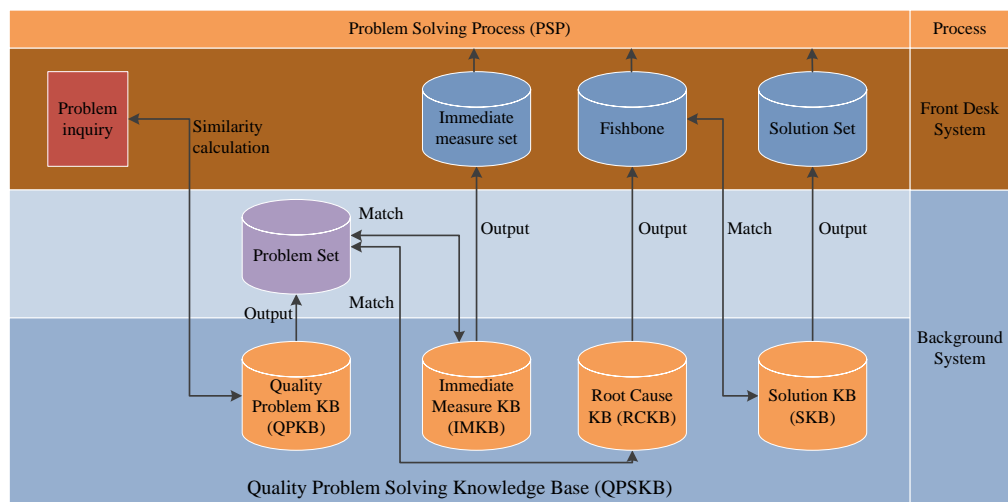 Problem Solving Process (PSP)
Process
Problem
inquiry
Similarity
calculation
Immediate
measure set
Fishbone
Solution Set
Front Desk
System
Match
Problem Set
Output
Output
Match
Output
Match
Output
Background
System
Quality
Problem KB
(QPKB)
Immediate
Measure KB
(IMKB)
Root Cause
KB (RCKB)
Solution KB
(SKB)
Quality Problem Solving Knowledge Base (QPSKB)